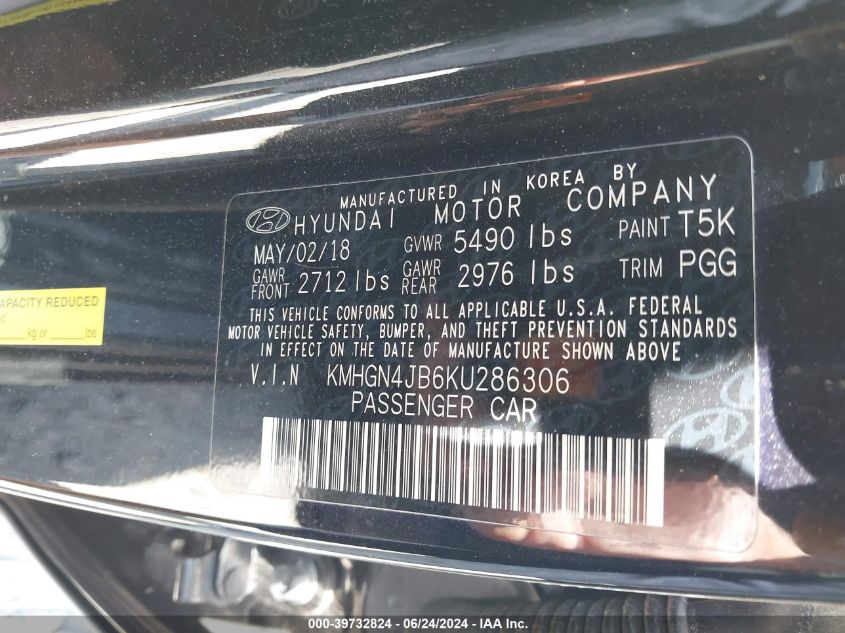 MANUFACTURED IN KOREA BY
HYUNDAI MOTOR COMPANY
MAY/02/18 GVWR 5490 lbs PAINT T5K
GAWR FRONT 2712 lbs GAWR REAR 2976 lbs TRIM PGG
THIS VEHICLE CONFORMS TO ALL APPLICABLE U.S.A. FEDERAL
MOTOR VEHICLE SAFETY, BUMPER, AND THEFT PREVENTION STANDARDS
IN EFFECT ON THE DATE OF MANUFACTURE SHOWN ABOVE
V.I.N KMHGN4JB6KU286306
PASSENGER CAR
APACITY REDUCED
kg or lbs
000-39732824 | 06/24/2024 - IAA Inc.